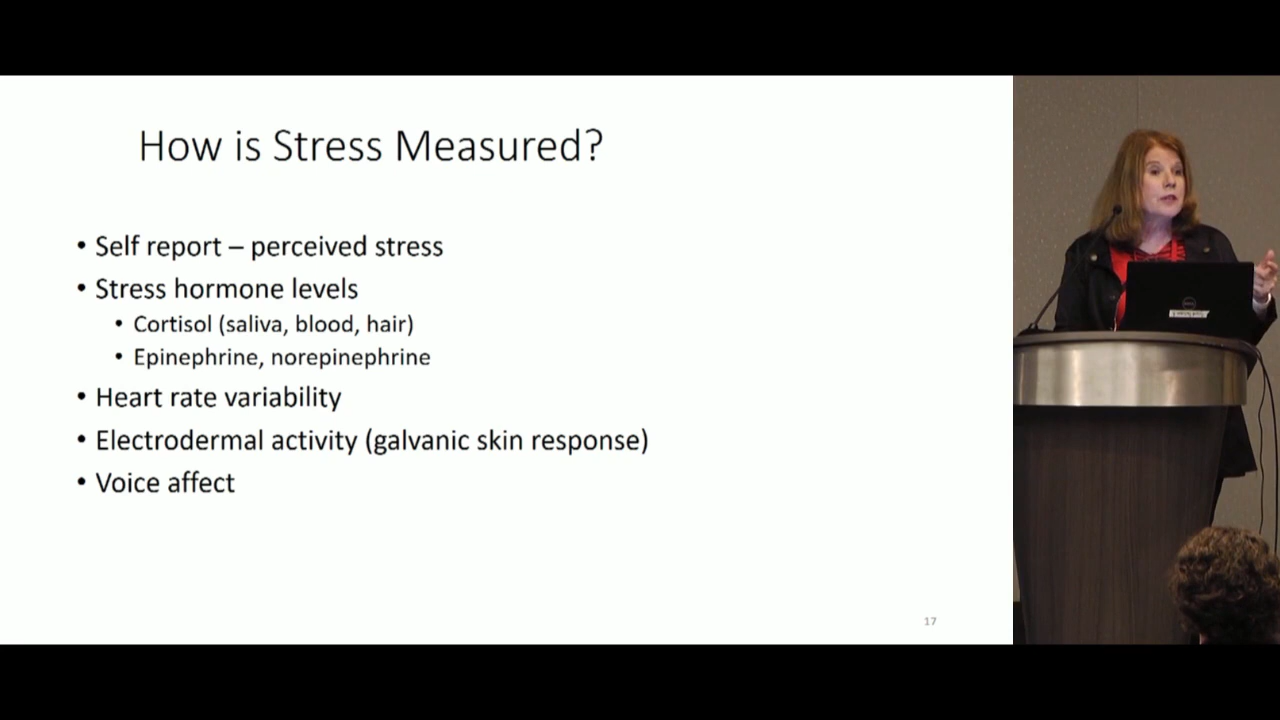 How is Stress Measured?
• Self report – perceived stress
• Stress hormone levels
• Cortisol (saliva, blood, hair)
• Epinephrine, norepinephrine
• Heart rate variability
• Electrodermal activity (galvanic skin response)
• Voice affect
17
DELL